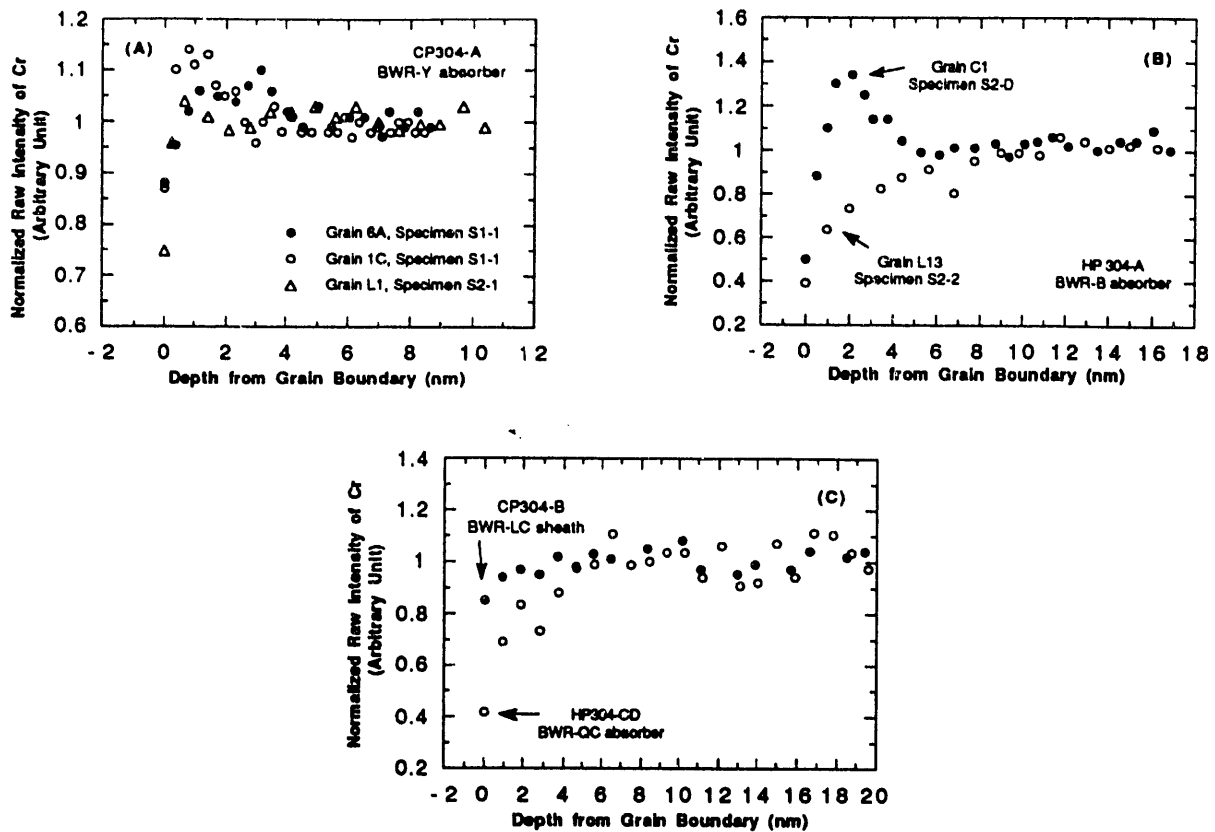 (A)
CP304-A
BWR-Y absorber
1.2
1.1
1
0.9
0.8
0.7
0.6
Normalized Raw Intensity of Cr
(Arbitrary Unit)
Grain 6A, Specimen S1-1
Grain 1C, Specimen S1-1
Grain L1, Specimen S2-1
-2 0 2 4 6 8 10 12
Depth from Grain Boundary (nm)
(B)
1.6
1.4
1.2
1
0.8
0.6
0.4
0.2
Normalized Raw Intensity of Cr
(Arbitrary Unit)
Grain C1
Specimen S2-D
Grain L13
Specimen S2-2
HP304-A
BWR-B absorber
-2 0 2 4 6 8 10 12 14 16 18
Depth from Grain Boundary (nm)
(C)
1.4
1.2
1
0.8
0.6
0.4
0.2
Normalized Raw Intensity of Cr
(Arbitrary Unit)
CP304-B
BWR-LC sheath
HP304-CD
BWR-QC absorber
-2 0 2 4 6 8 10 12 14 16 18 20
Depth from Grain Boundary (nm)